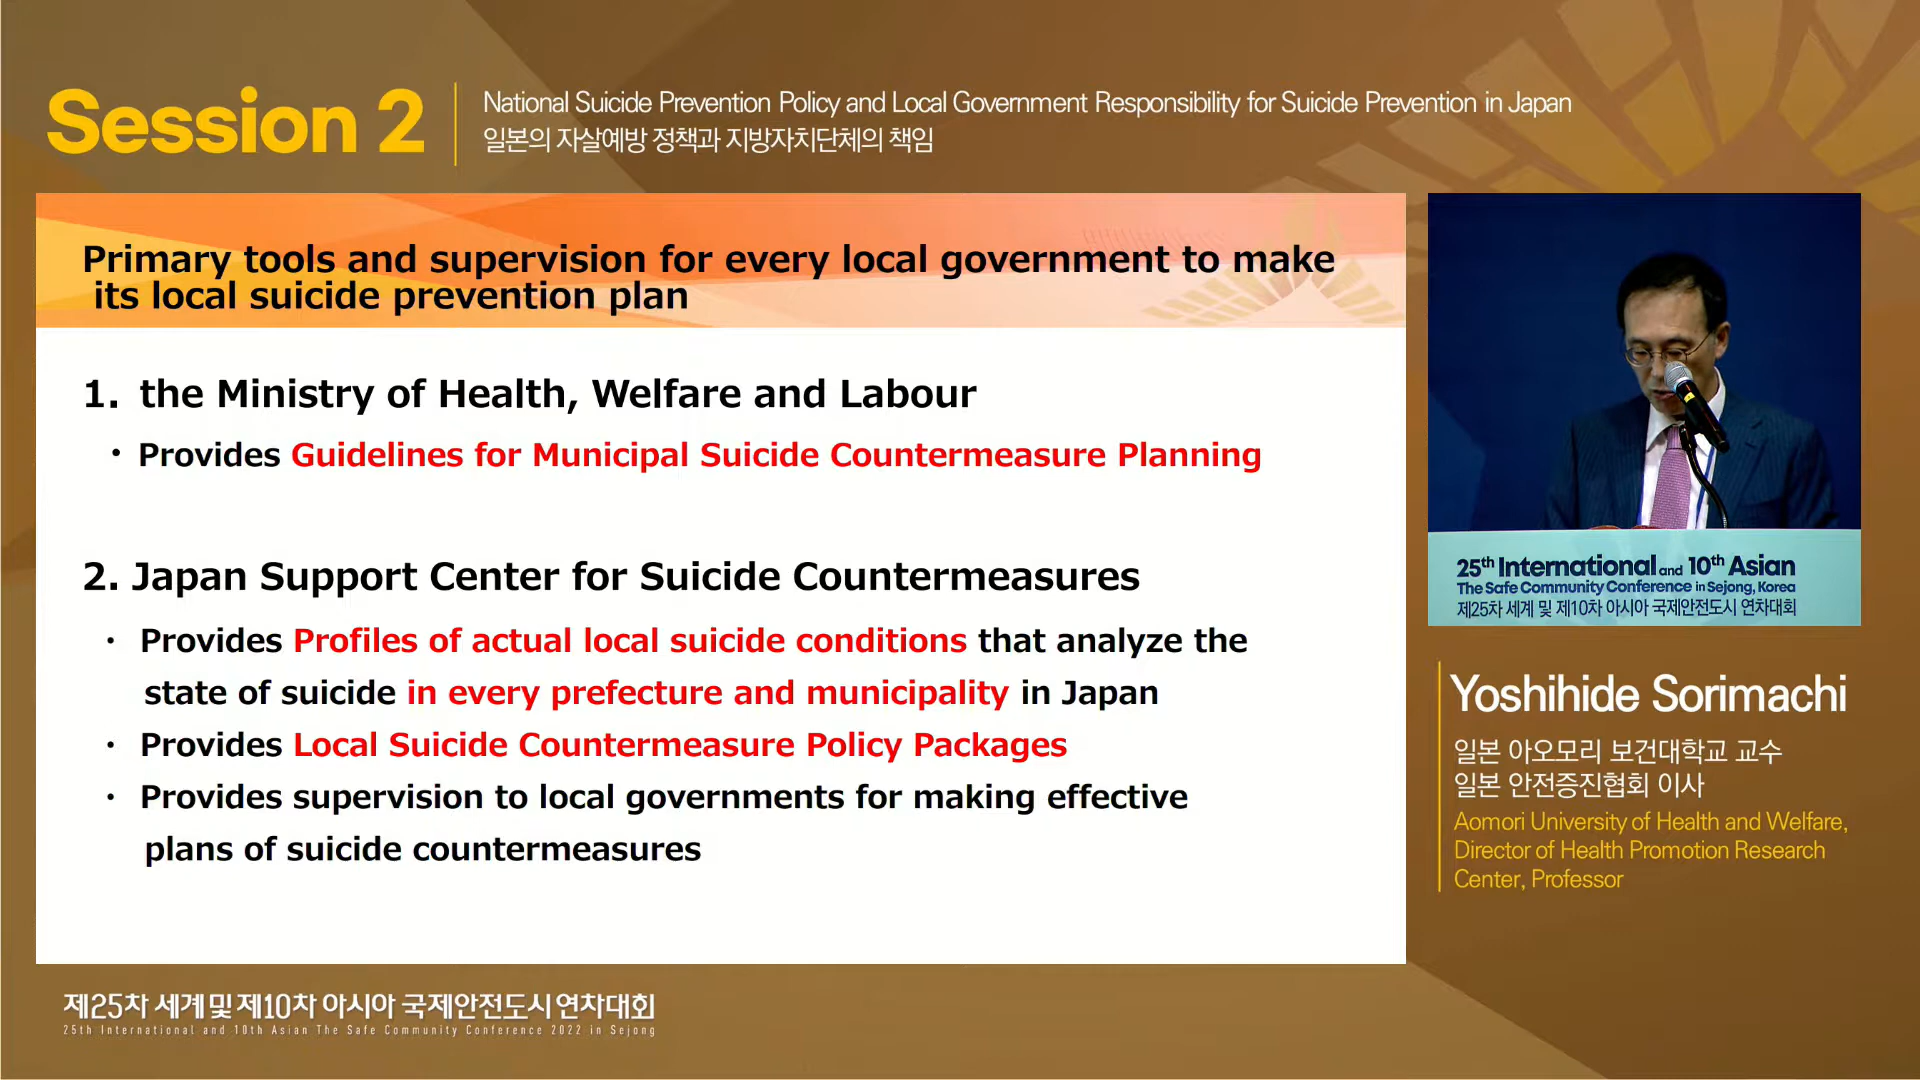 Session 2
National Suicide Prevention Policy and Local Government Responsibility for Suicide Prevention in Japan
일본의 자살예방 정책과 지방자치단체의 책임
Primary tools and supervision for every local government to make
its local suicide prevention plan
1. the Ministry of Health, Welfare and Labour
・Provides Guidelines for Municipal Suicide Countermeasure Planning
2. Japan Support Center for Suicide Countermeasures
・ Provides Profiles of actual local suicide conditions that analyze the
state of suicide in every prefecture and municipality in Japan
・ Provides Local Suicide Countermeasure Policy Packages
・ Provides supervision to local governments for making effective
plans of suicide countermeasures
25th International and 10th Asian
The Safe Community Conference in Sejong, Korea
제25차 세계 및 제10차 아시아 국제안전도시 연차대회
Yoshihide Sorimachi
일본 아오모리 보건대학교 교수
일본 안전증진협회 이사
Aomori University of Health and Welfare,
Director of Health Promotion Research
Center, Professor
제25차 세계 및 제10차 아시아 국제안전도시 연차대회
25th International and 10th Asian The Safe Community Conference 2022 in Sejong